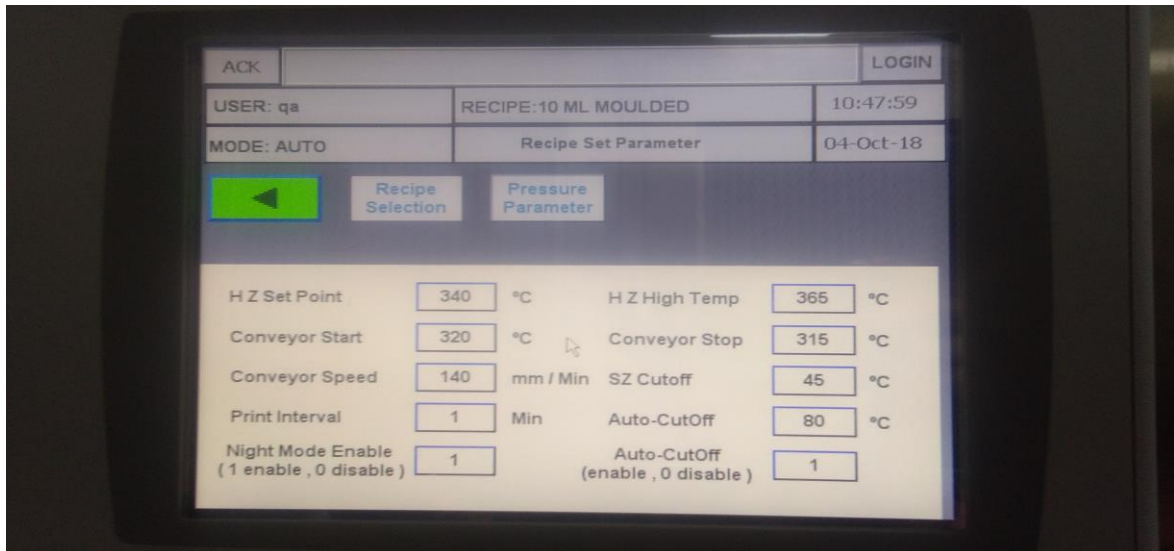 ACK LOGIN
USER: qa RECIPE:10 ML MOULDED 10:47:59
MODE: AUTO Recipe Set Parameter 04-Oct-18
Recipe Selection
Pressure Parameter
H Z Set Point 340 °C H Z High Temp 365 °C
Conveyor Start 320 °C Conveyor Stop 315 °C
Conveyor Speed 140 mm / Min SZ Cutoff 45 °C
Print Interval 1 Min Auto-CutOff 80 °C
Night Mode Enable
( 1 enable , 0 disable ) 1
Auto-CutOff
(enable , 0 disable ) 1